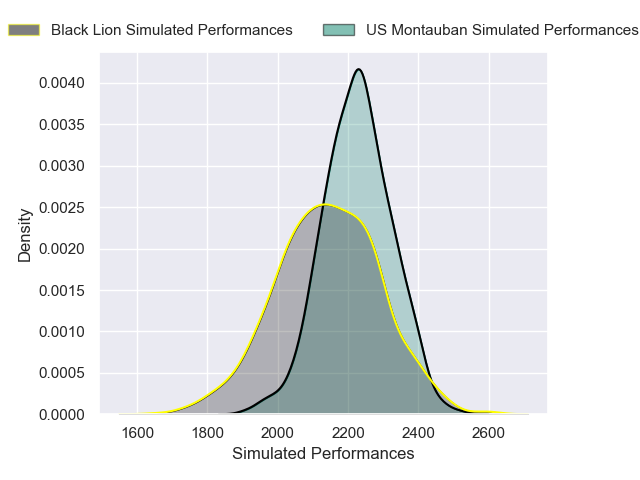 Black Lion Simulated Performances
US Montauban Simulated Performances
0.0040
0.0035
0.0030
0.0025
0.0020
0.0015
0.0010
0.0005
0.0000
Density
1600 1800 2000 2200 2400 2600
Simulated Performances